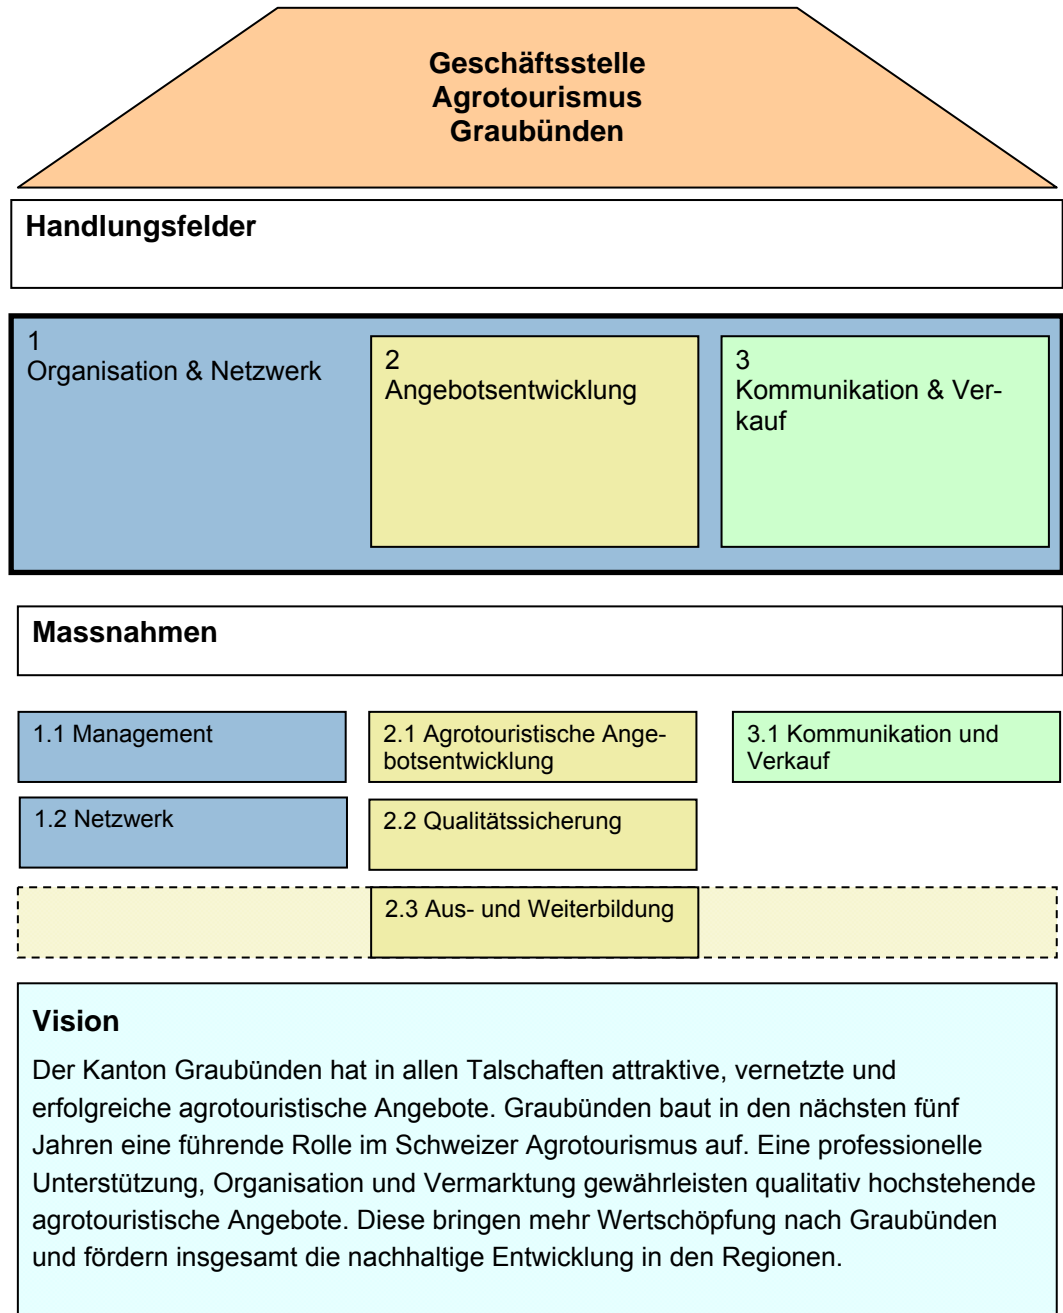 Geschäftsstelle
Agrotourismus
Graubünden
Handlungsfelder
1
Organisation & Netzwerk
2
Angebotsentwicklung
3
Kommunikation & Ver-
kauf
Massnahmen
1.1 Management
2.1 Agrotouristische Ange-
botsentwicklung
3.1 Kommunikation und
Verkauf
1.2 Netzwerk
2.2 Qualitätssicherung
2.3 Aus- und Weiterbildung
Vision
Der Kanton Graubünden hat in allen Talschaften attraktive, vernetzte und
erfolgreiche agrotouristische Angebote. Graubünden baut in den nächsten fünf
Jahren eine führende Rolle im Schweizer Agrotourismus auf. Eine professionelle
Unterstützung, Organisation und Vermarktung gewährleisten qualitativ hochstehende
agrotouristische Angebote. Diese bringen mehr Wertschöpfung nach Graubünden
und fördern insgesamt die nachhaltige Entwicklung in den Regionen.